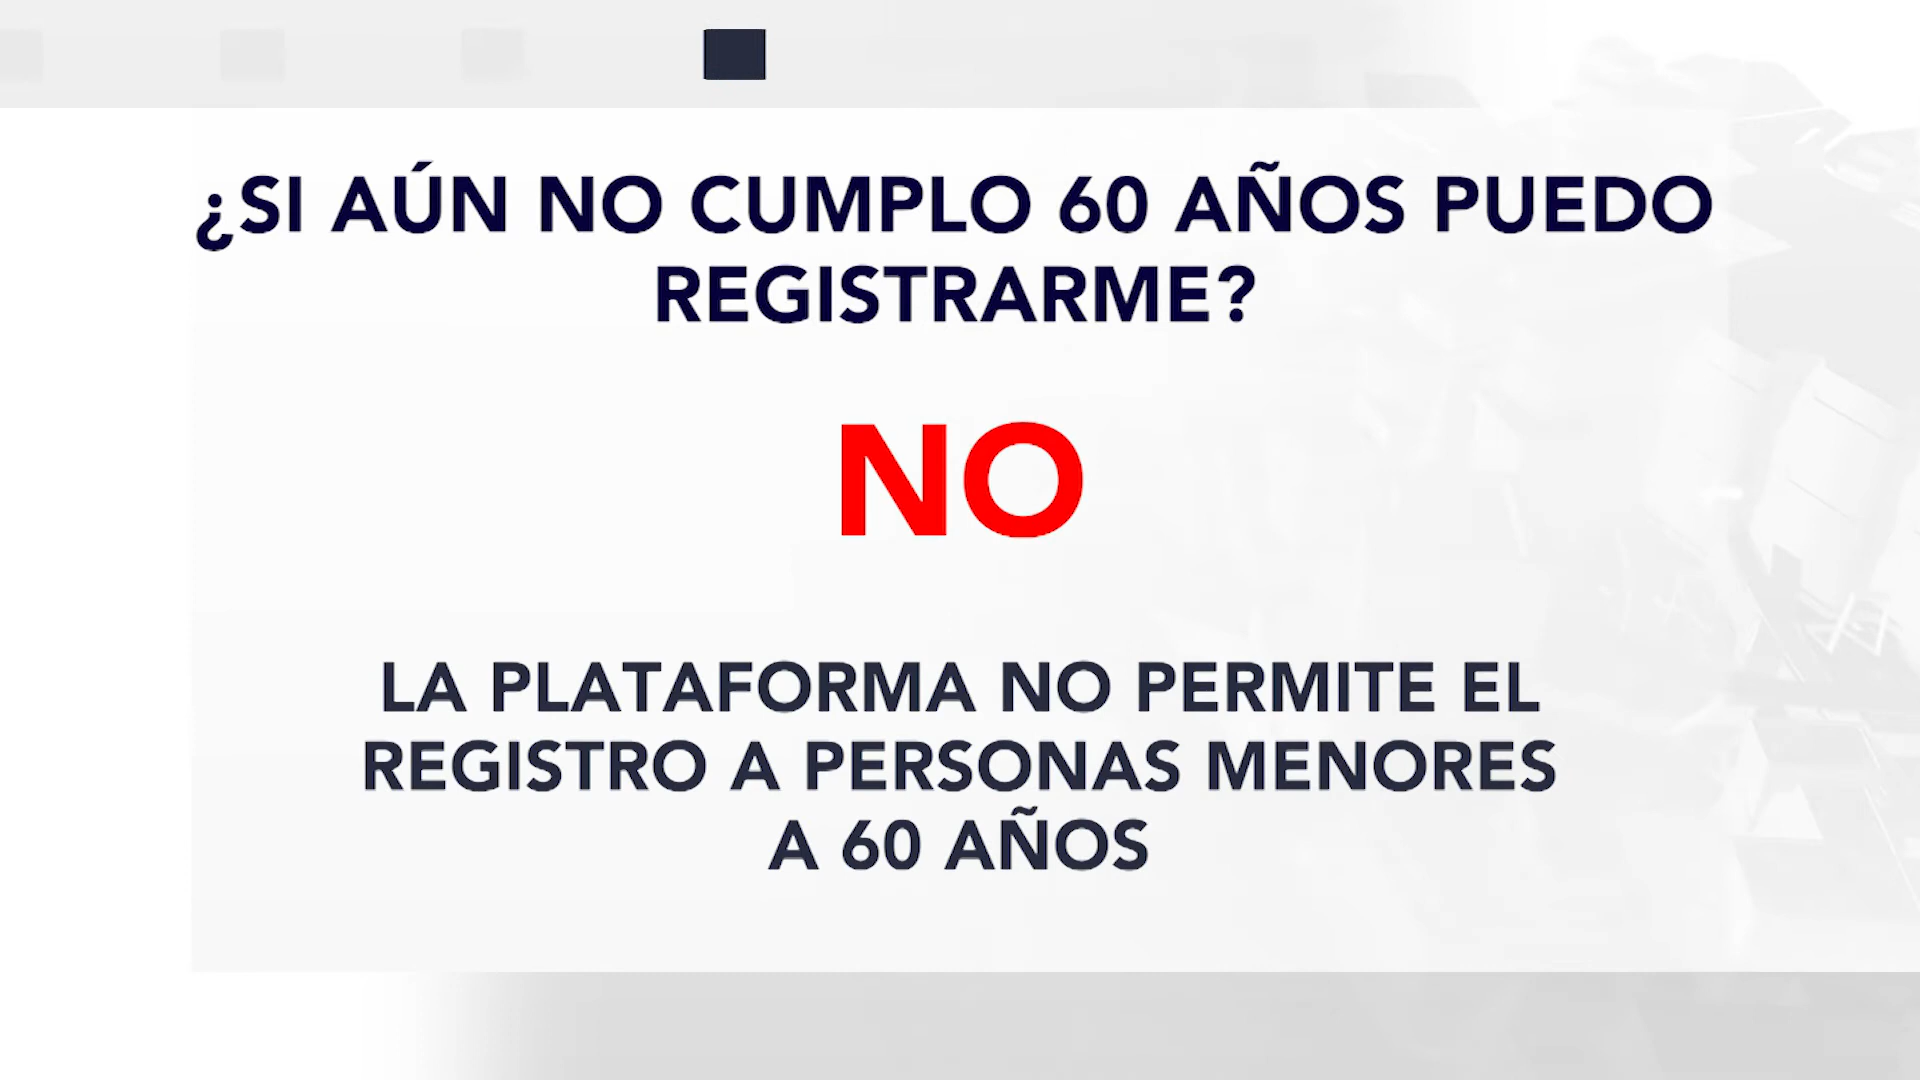 ¿SI AÚN NO CUMPLO 60 AÑOS PUEDO
REGISTRARME?
NO
LA PLATAFORMA NO PERMITE EL
REGISTRO A PERSONAS MENORES
A 60 AÑOS